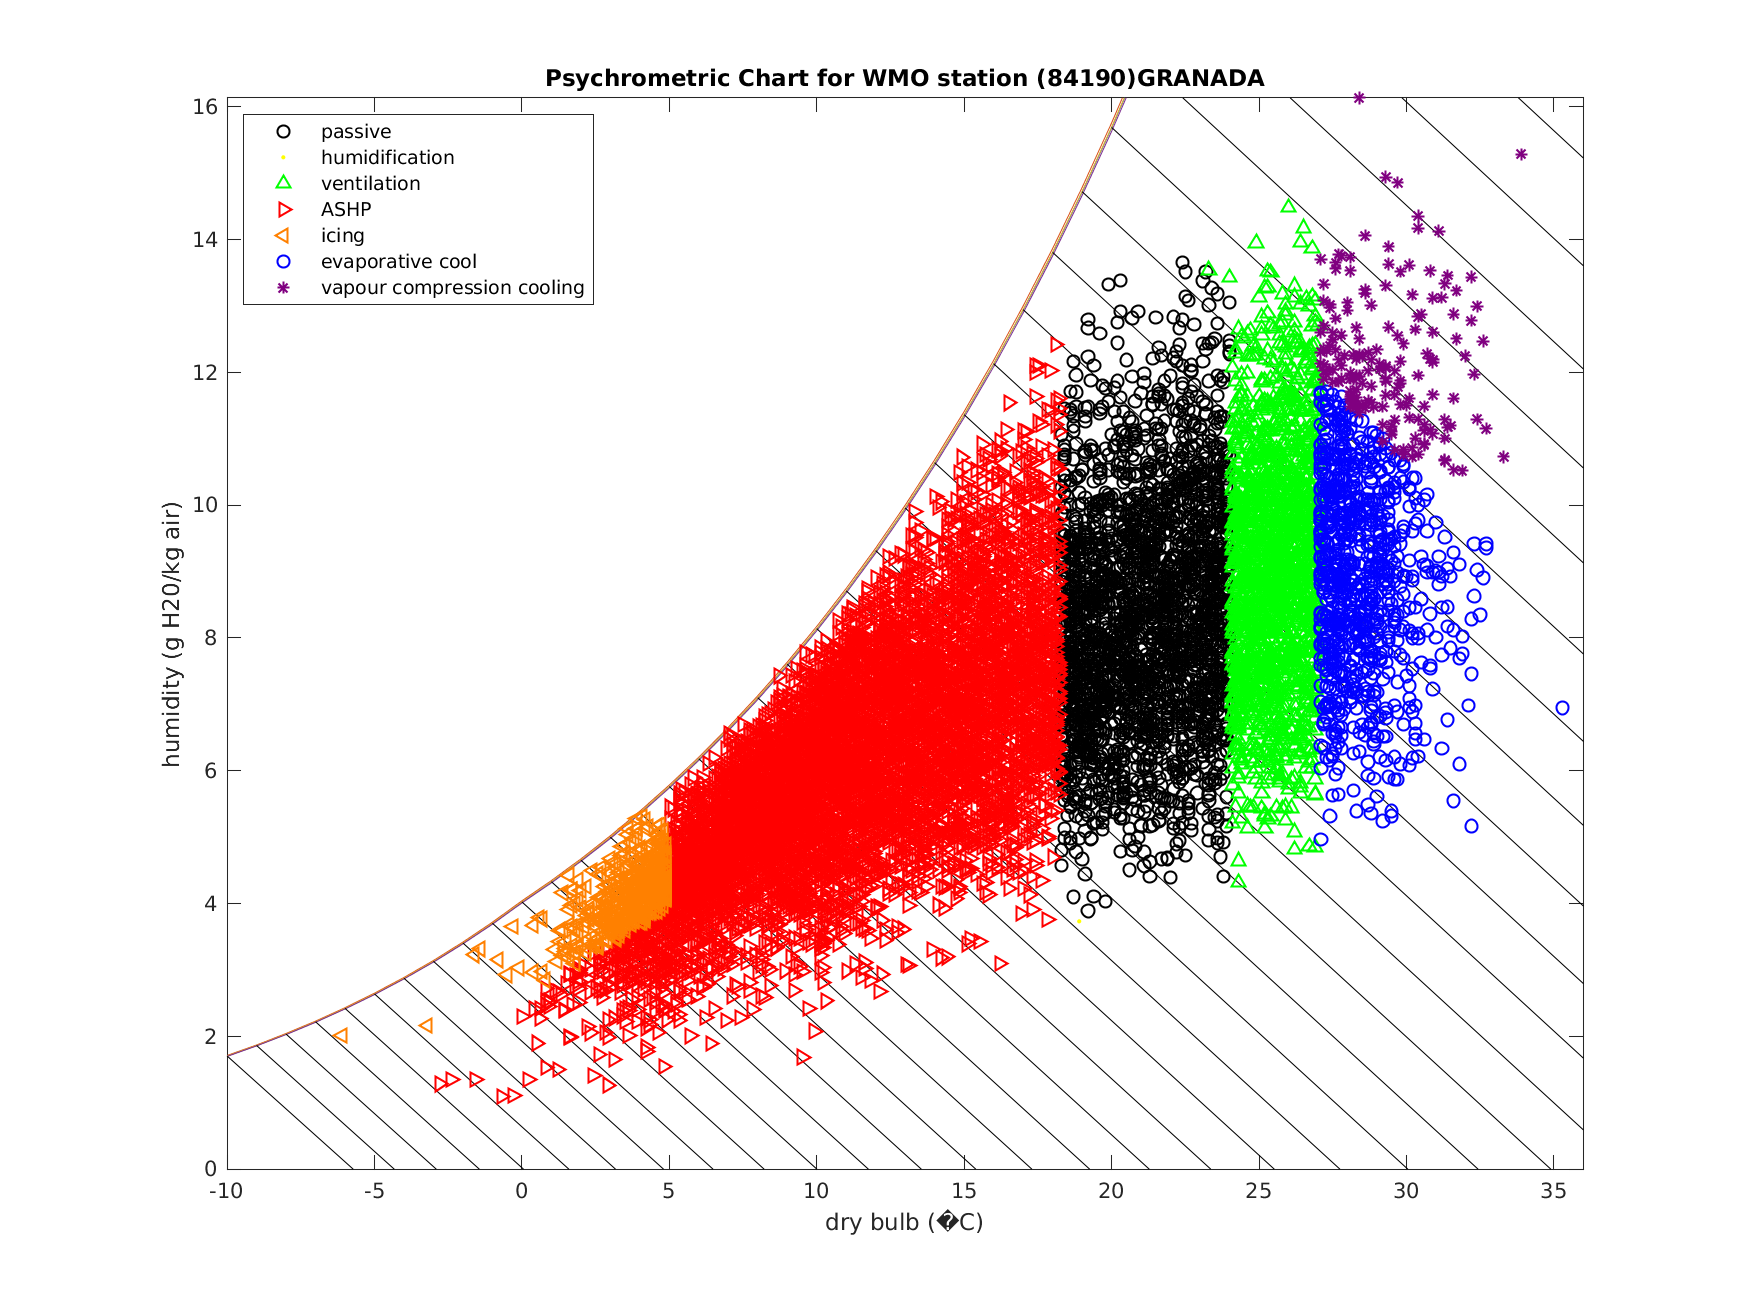 Psychrometric Chart for WMO station (84190)GRANADA
passive
humidification
ventilation
ASHP
icing
evaporative cool
vapour compression cooling
16
14
12
10
8
6
4
2
0
humidity (g H20/kg air)
-10 -5 0 5 10 15 20 25 30 35
dry bulb (�C)